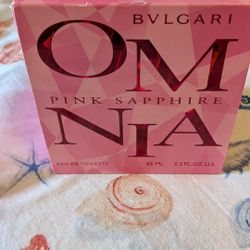 BVLGARI
OM
PINK SAPPHIRE
NIA
EAU DE TOILETTE 65 ML 2.2 FL.OZ.U.S.